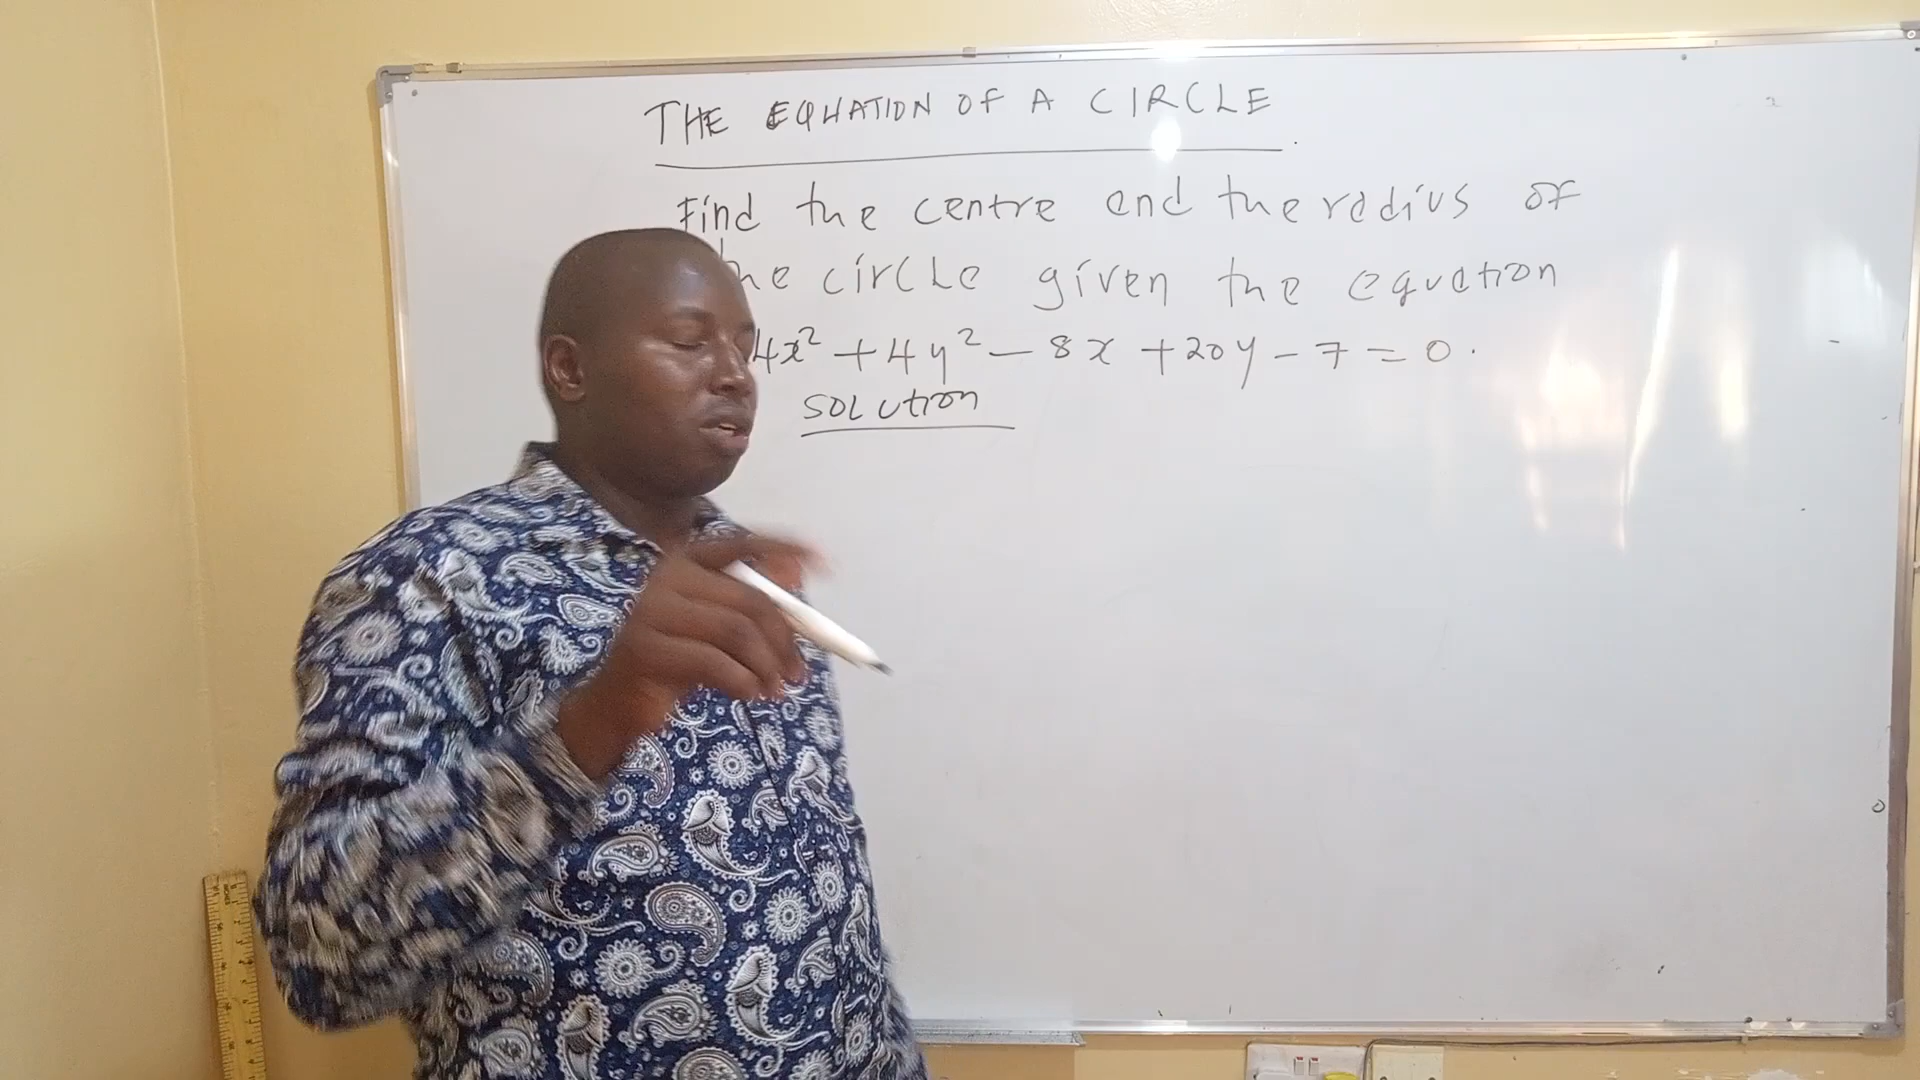 THE EQUATION OF A CIRCLE.
Find the centre and the radius of
he circle given the equation
4x² + 4y² - 8x + 20y - 7 = 0.
Solution